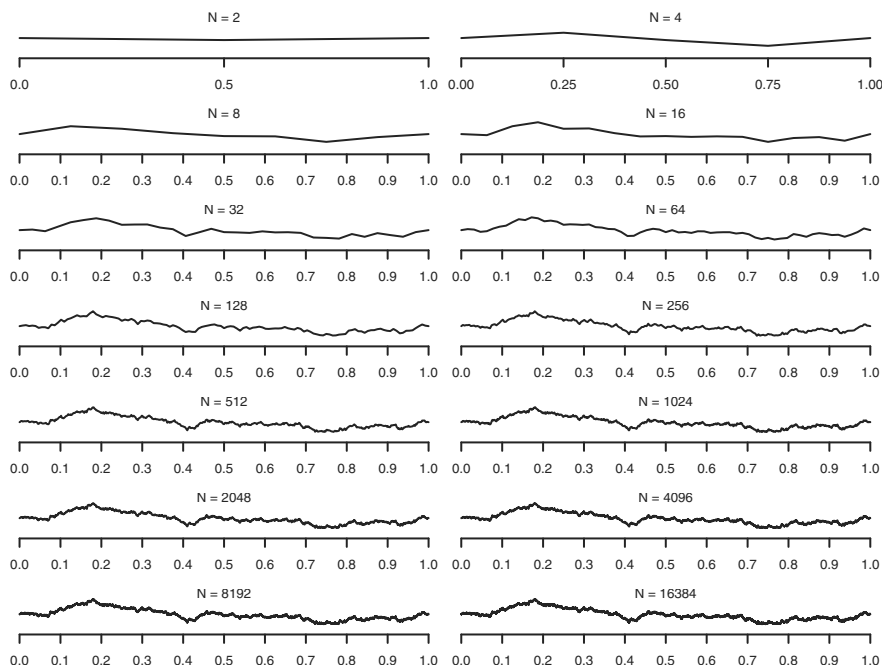 N = 2
0.0 0.5 1.0
N = 4
0.00 0.25 0.50 0.75 1.00
N = 8
0.0 0.1 0.2 0.3 0.4 0.5 0.6 0.7 0.8 0.9 1.0
N = 16
0.0 0.1 0.2 0.3 0.4 0.5 0.6 0.7 0.8 0.9 1.0
N = 32
0.0 0.1 0.2 0.3 0.4 0.5 0.6 0.7 0.8 0.9 1.0
N = 64
0.0 0.1 0.2 0.3 0.4 0.5 0.6 0.7 0.8 0.9 1.0
N = 128
0.0 0.1 0.2 0.3 0.4 0.5 0.6 0.7 0.8 0.9 1.0
N = 256
0.0 0.1 0.2 0.3 0.4 0.5 0.6 0.7 0.8 0.9 1.0
N = 512
0.0 0.1 0.2 0.3 0.4 0.5 0.6 0.7 0.8 0.9 1.0
N = 1024
0.0 0.1 0.2 0.3 0.4 0.5 0.6 0.7 0.8 0.9 1.0
N = 2048
0.0 0.1 0.2 0.3 0.4 0.5 0.6 0.7 0.8 0.9 1.0
N = 4096
0.0 0.1 0.2 0.3 0.4 0.5 0.6 0.7 0.8 0.9 1.0
N = 8192
0.0 0.1 0.2 0.3 0.4 0.5 0.6 0.7 0.8 0.9 1.0
N = 16384
0.0 0.1 0.2 0.3 0.4 0.5 0.6 0.7 0.8 0.9 1.0